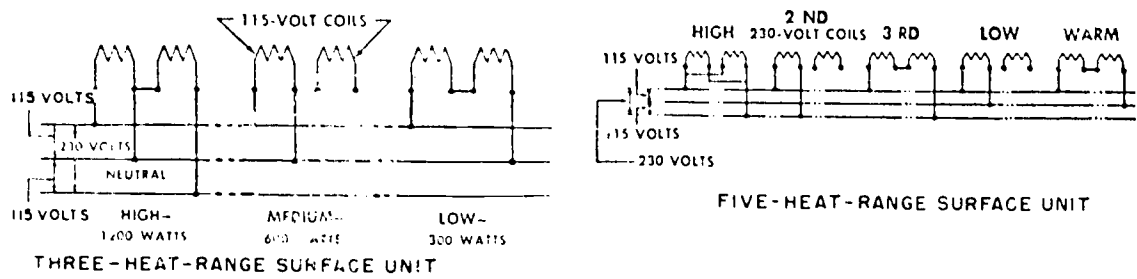 115-VOLT COILS
115 VOLTS
230 VOLTS
NEUTRAL
115 VOLTS
HIGH-
1200 WATTS
MEDIUM-
LOW-
300 WATTS
THREE-HEAT-RANGE SURFACE UNIT
HIGH
2 ND
230-VOLT COILS
3 RD
LOW
WARM
115 VOLTS
115 VOLTS
230 VOLTS
FIVE-HEAT-RANGE SURFACE UNIT